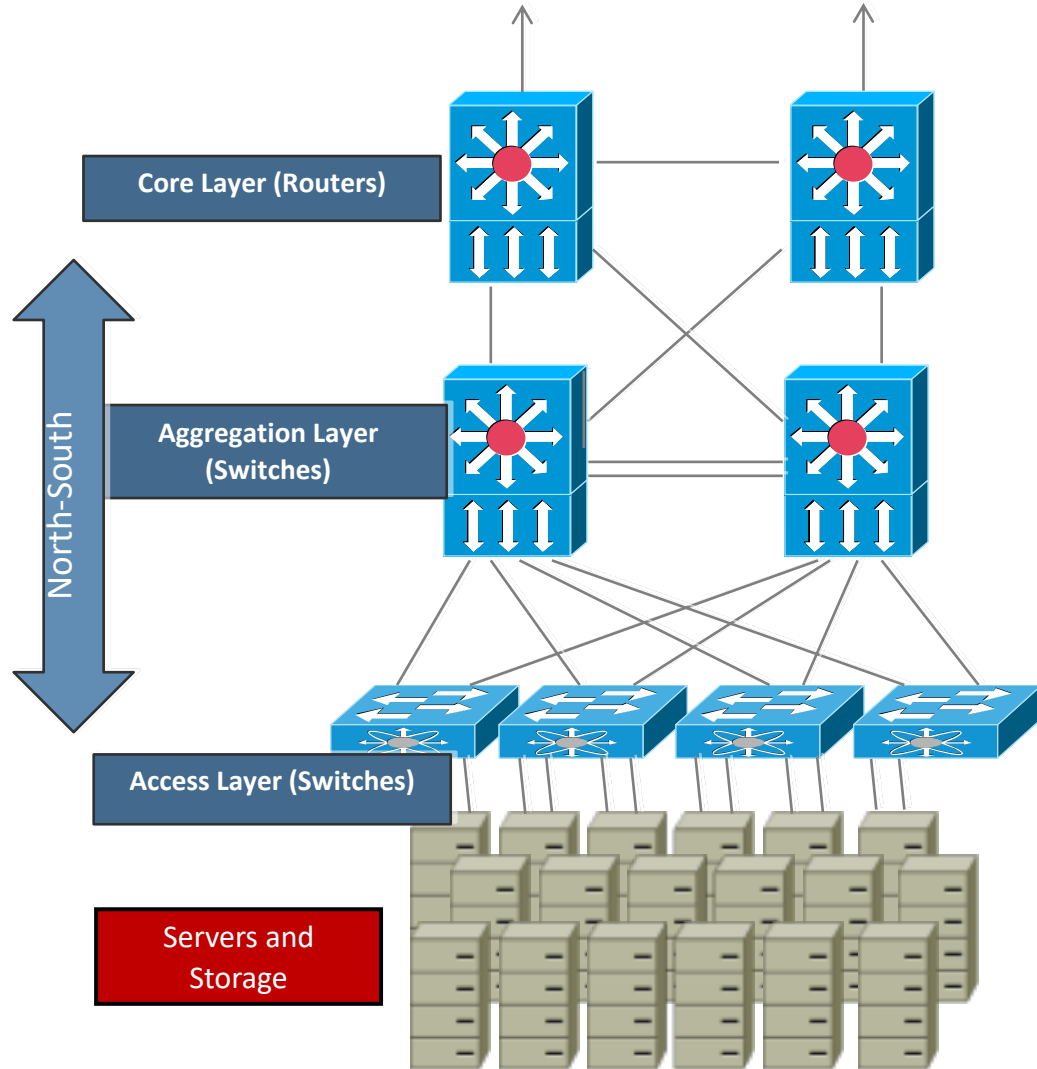 Core Layer (Routers)
North-South
Aggregation Layer
(Switches)
Access Layer (Switches)
Servers and
Storage